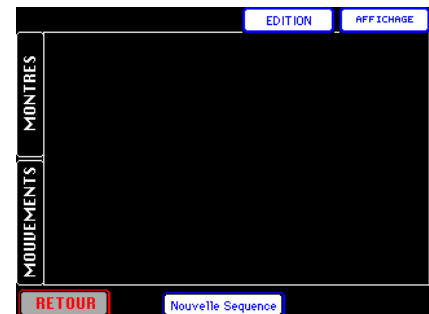 EDITION
AFFICHAGE
MONTRES
MOUVEMENTS
RETOUR
Nouvelle Sequence